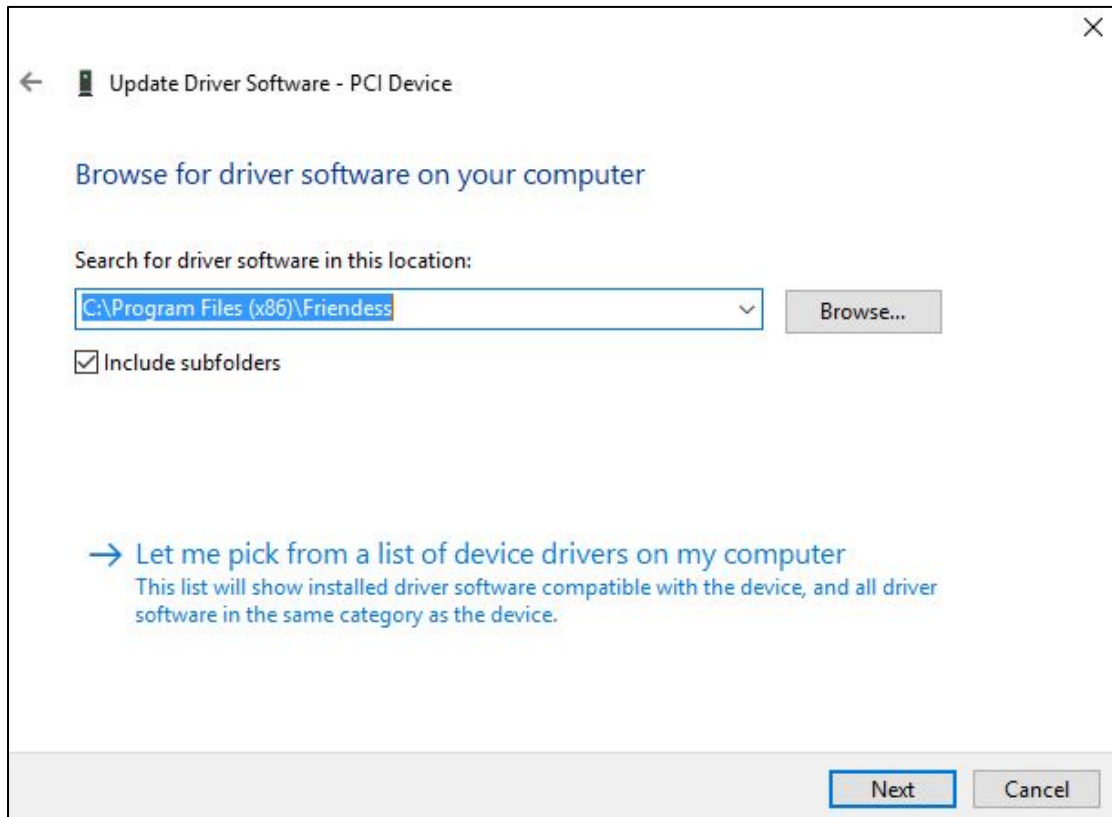 Update Driver Software - PCI Device
Browse for driver software on your computer
Search for driver software in this location:
C:\Program Files (x86)\Friendess
Browse...
Include subfolders
Let me pick from a list of device drivers on my computer
This list will show installed driver software compatible with the device, and all driver
software in the same category as the device.
Next
Cancel